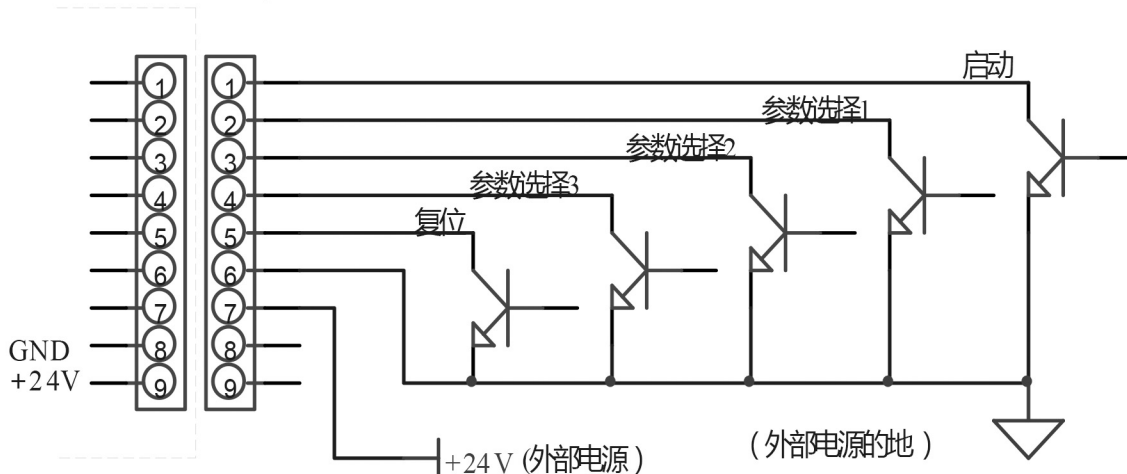 启动
1 1
参数选择1
2 2
参数选择2
3 3
参数选择3
4 4
复位
5 5
6 6
7 7
GND 8 8
+24V 9 9
+24V (外部电源)
(外部电源的地)